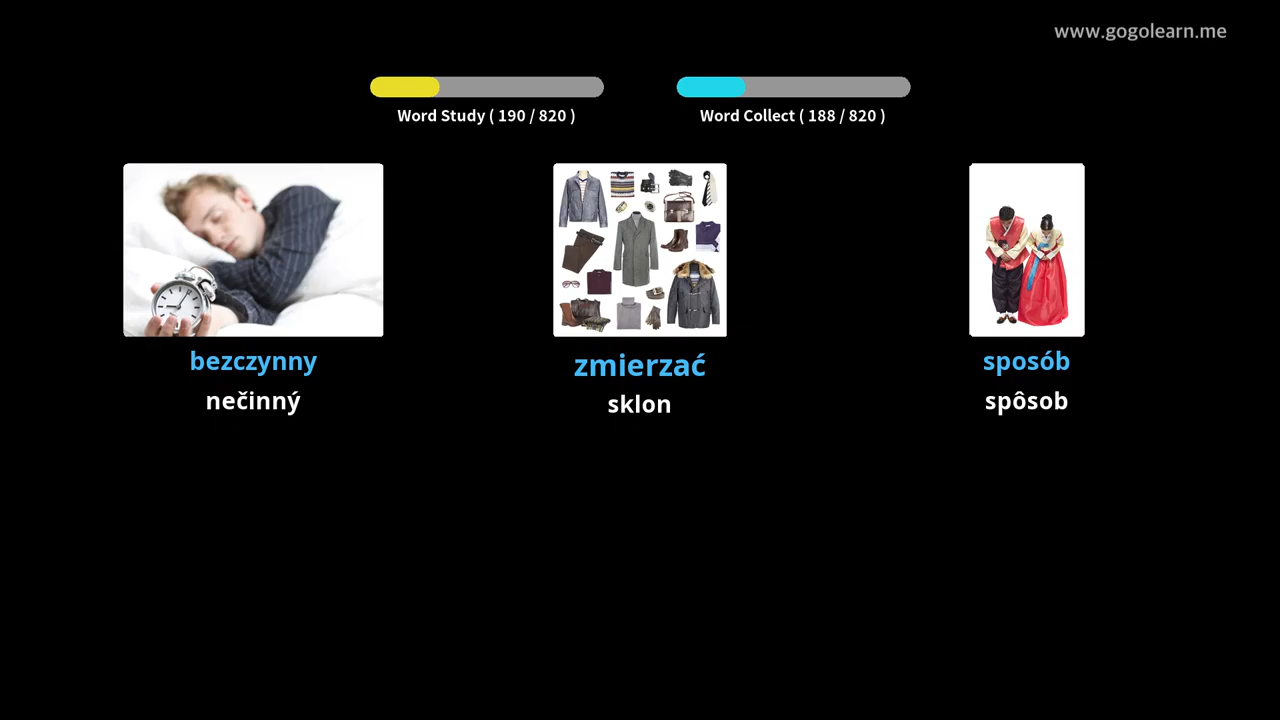 www.gogolearn.me
Word Study ( 190 / 820 )
Word Collect ( 188 / 820 )
bezczynny
nečinný
zmierzać
sklon
sposób
spôsob